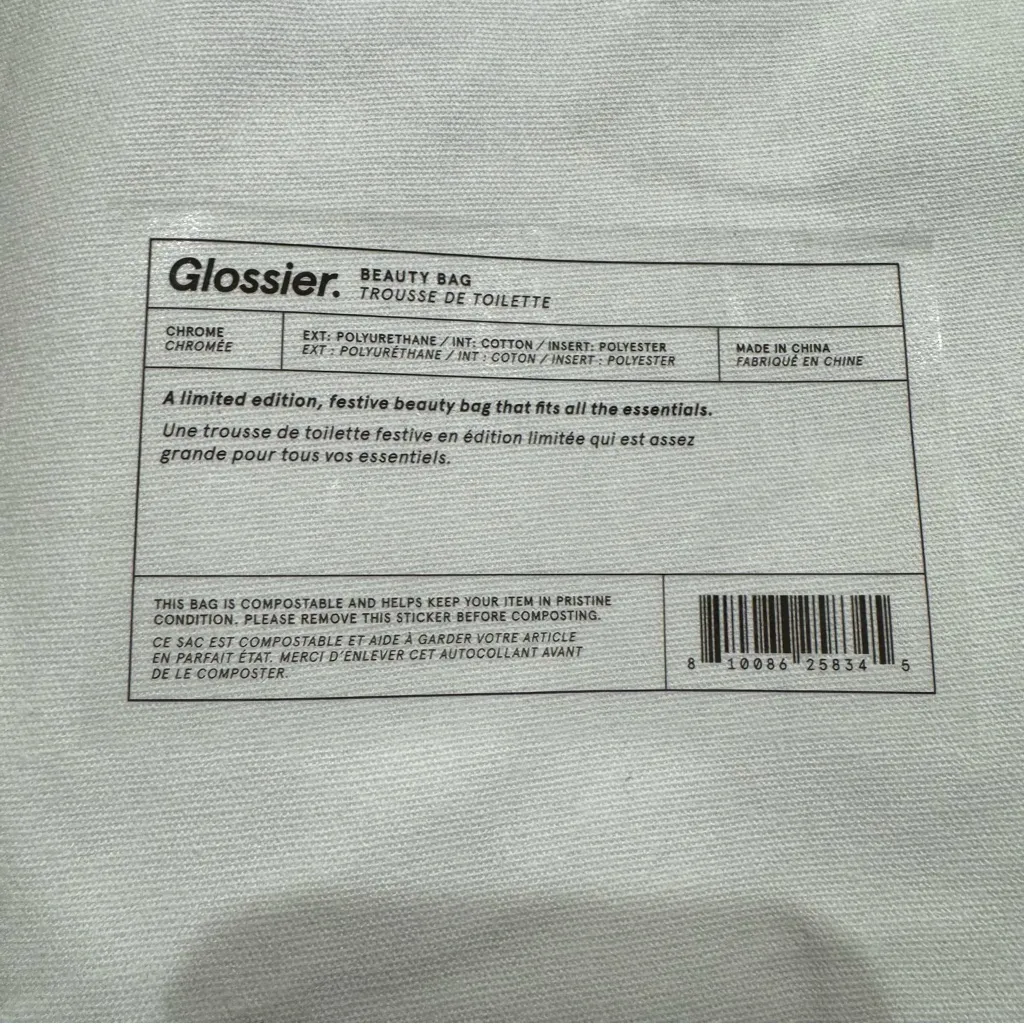 Glossier.
BEAUTY BAG
TROUSSE DE TOILETTE
CHROME
CHROMÉE
EXT: POLYURETHANE / INT: COTTON / INSERT: POLYESTER
EXT : POLYURÉTHANE / INT : COTON / INSERT : POLYESTER
MADE IN CHINA
FABRIQUÉ EN CHINE
A limited edition, festive beauty bag that fits all the essentials.
Une trousse de toilette festive en édition limitée qui est assez
grande pour tous vos essentiels.
THIS BAG IS COMPOSTABLE AND HELPS KEEP YOUR ITEM IN PRISTINE
CONDITION. PLEASE REMOVE THIS STICKER BEFORE COMPOSTING.
CE SAC EST COMPOSTABLE ET AIDE À GARDER VOTRE ARTICLE
EN PARFAIT ÉTAT. MERCI D'ENLEVER CET AUTOCOLLANT AVANT
DE LE COMPOSTER.
8 10086 25834 5